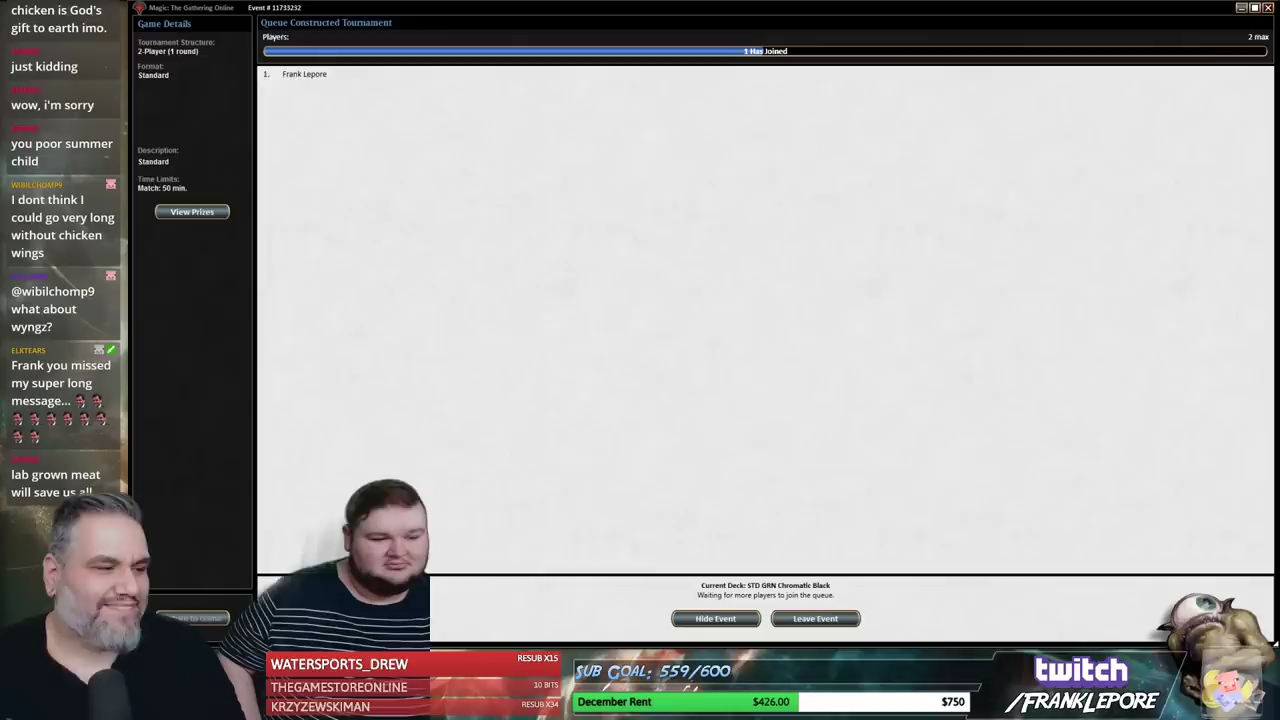 chicken is God's
gift to earth imo.
just kidding
wow, i'm sorry
you poor summer
child
WIBILCHOMP9
I dont think I
could go very long
without chicken
wings
@wibilchomp9
what about
wyngz?
ELKTEARS
Frank you missed
my super long
message...
lab grown meat
will save us all
Magic: The Gathering Online
Event # 11733232
Game Details
Tournament Structure:
2-Player (1 round)
Format:
Standard
Description:
Standard
Time Limits:
Match: 50 min.
View Prizes
Queue Constructed Tournament
Players:
1 Has Joined
2 max
1. Frank Lepore
Current Deck: STD GRN Chromatic Black
Waiting for more players to join the queue.
Hide Event
Leave Event
WATERSPORTS_DREW
RESUB X15
THEGAMESTOREONLINE
10 BITS
KRZYZEWSKIMAN
RESUB X34
SUB GOAL: 559/600
December Rent
$426.00
$750
twitch
/FRANKLEPORE